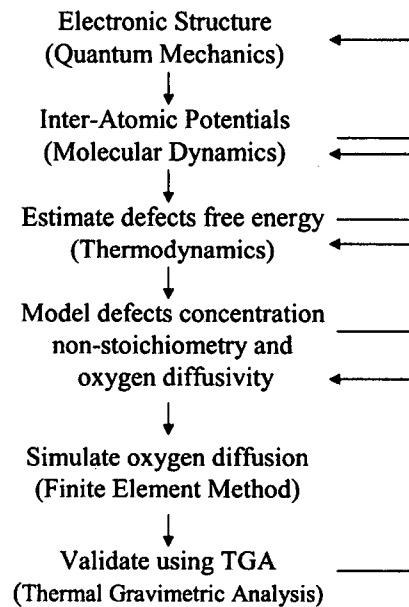 Electronic Structure
(Quantum Mechanics)
Inter-Atomic Potentials
(Molecular Dynamics)
Estimate defects free energy
(Thermodynamics)
Model defects concentration
non-stoichiometry and
oxygen diffusivity
Simulate oxygen diffusion
(Finite Element Method)
Validate using TGA
(Thermal Gravimetric Analysis)